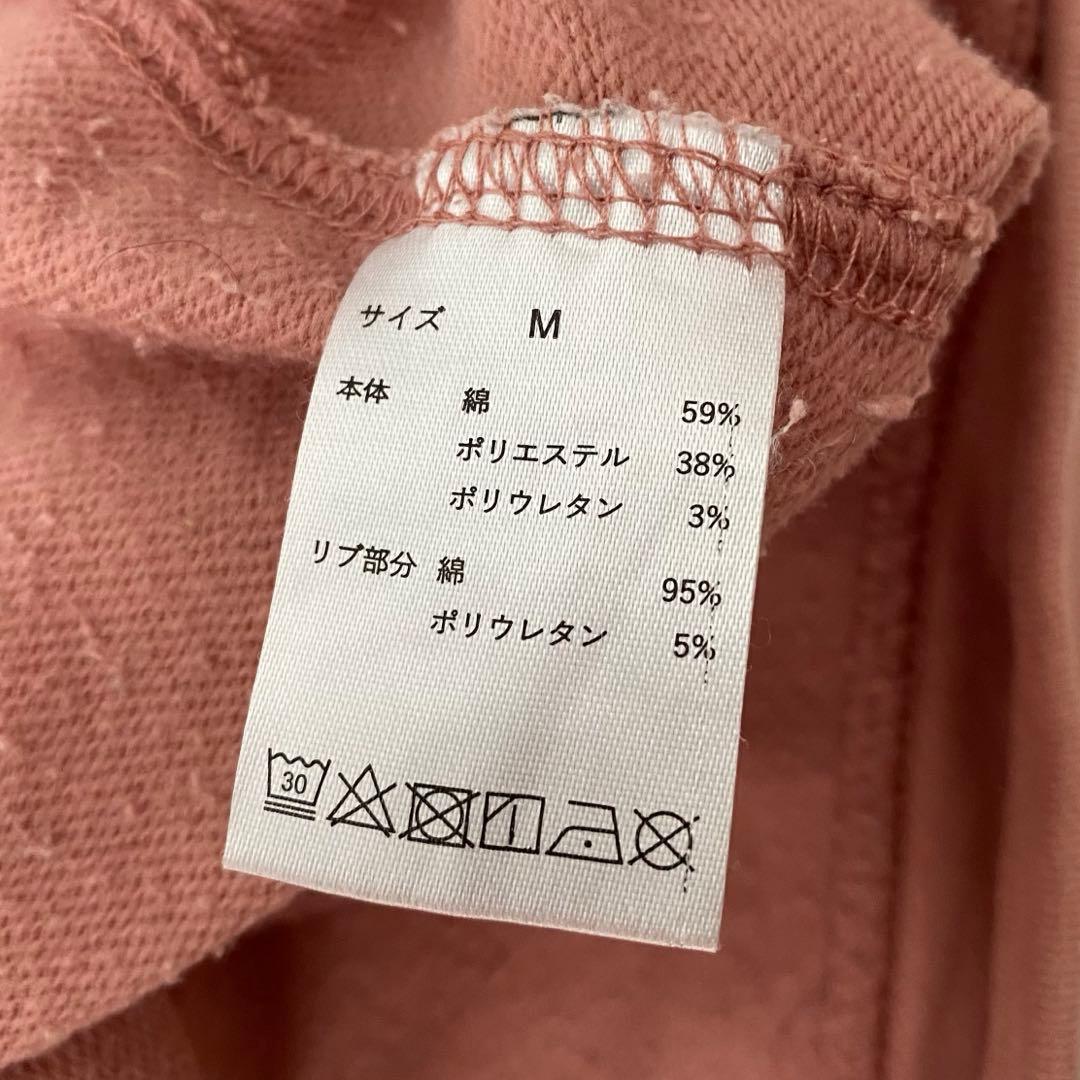 サイズ M
本体 綿 59%
ポリエステル 38%
ポリウレタン 3%
リブ部分 綿 95%
ポリウレタン 5%
30